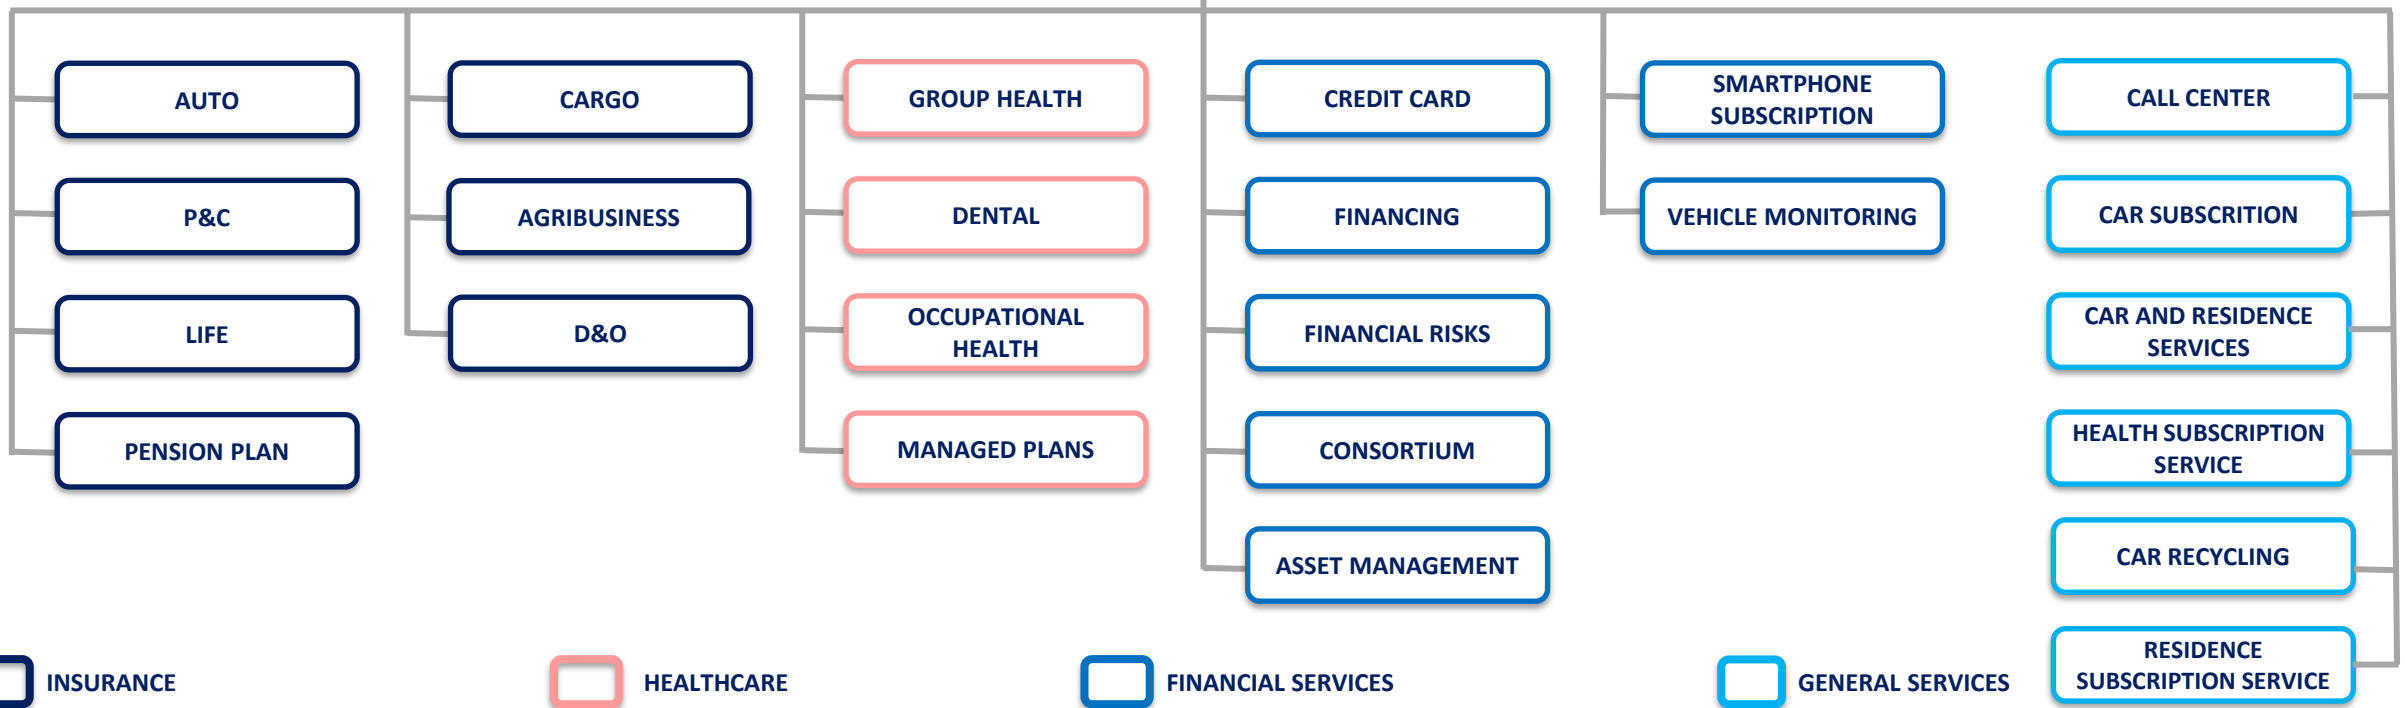 AUTO
P&C
LIFE
PENSION PLAN
CARGO
AGRIBUSINESS
D&O
GROUP HEALTH
DENTAL
OCCUPATIONAL
HEALTH
MANAGED PLANS
CREDIT CARD
FINANCING
FINANCIAL RISKS
CONSORTIUM
ASSET MANAGEMENT
SMARTPHONE
SUBSCRIPTION
VEHICLE MONITORING
CALL CENTER
CAR SUBSCRITION
CAR AND RESIDENCE
SERVICES
HEALTH SUBSCRIPTION
SERVICE
CAR RECYCLING
RESIDENCE
SUBSCRIPTION SERVICE
INSURANCE
HEALTHCARE
FINANCIAL SERVICES
GENERAL SERVICES